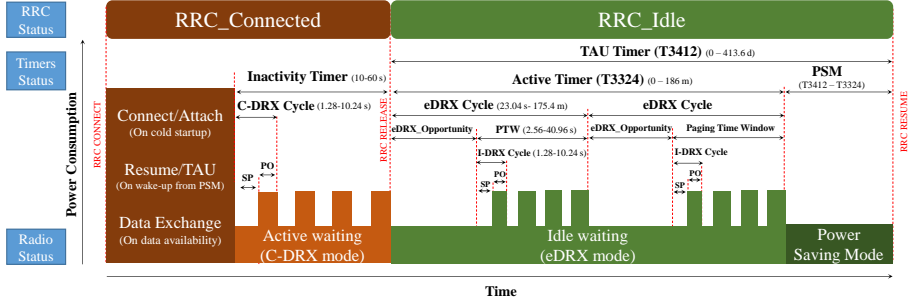 RRC
Status
RRC_Connected
RRC_Idle
TAU Timer (T3412) (0 – 413.6 d)
Timers
Status
Inactivity Timer (10-60 s)
Active Timer (T3324) (0 – 186 m)
PSM
(T3412 – T3324)
C-DRX Cycle (1.28-10.24 s)
eDRX Cycle (23.04 s- 175.4 m)
eDRX Cycle
eDRX_Opportunity
PTW (2.56-40.96 s)
eDRX_Opportunity
Paging Time Window
I-DRX Cycle (1.28-10.24 s)
I-DRX Cycle
Power Consumption
RRC CONNECT
Connect/Attach
(On cold startup)
Resume/TAU
(On wake-up from PSM)
Data Exchange
(On data availability)
SP
PO
RRC RELEASE
SP
PO
SP
PO
RRC RESUME
Radio
Status
Active waiting
(C-DRX mode)
Idle waiting
(eDRX mode)
Power
Saving Mode
Time